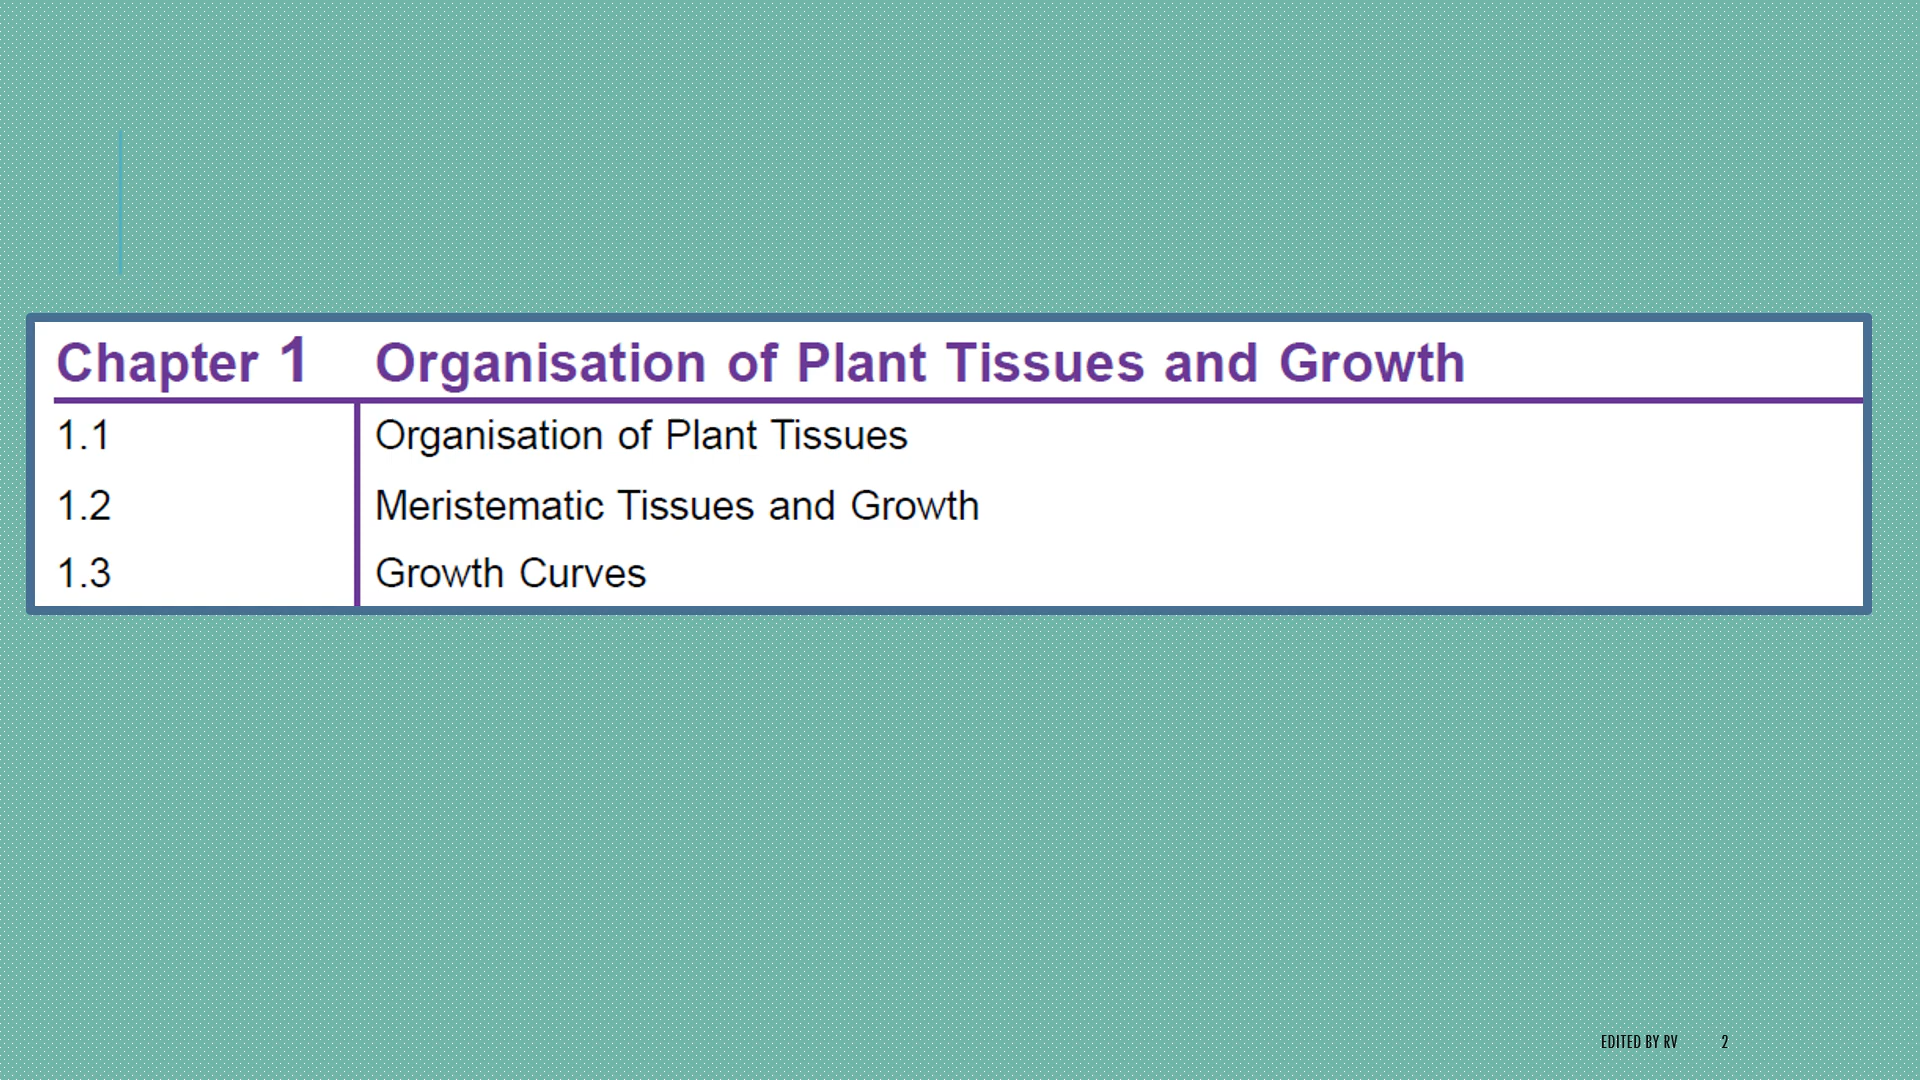 Chapter 1 Organisation of Plant Tissues and Growth
1.1 Organisation of Plant Tissues
1.2 Meristematic Tissues and Growth
1.3 Growth Curves
EDITED BY RV 2